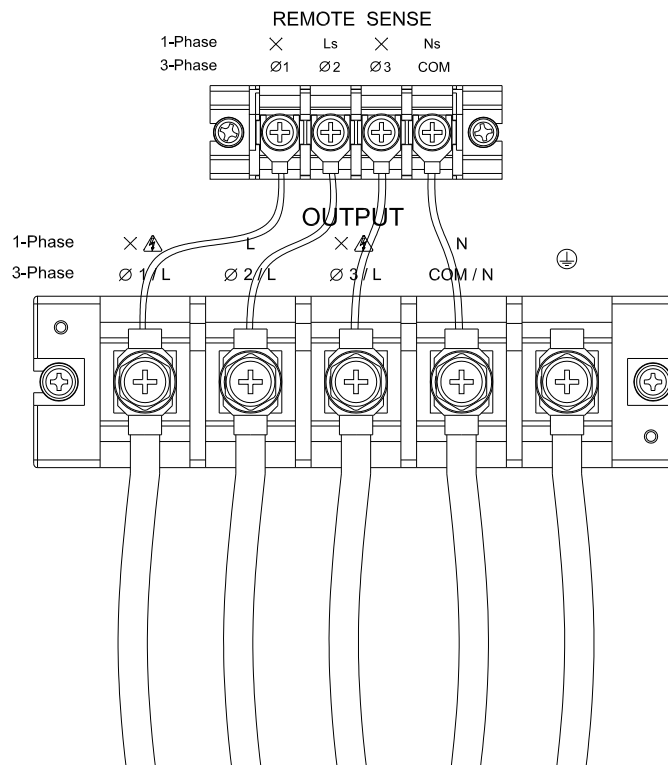 REMOTE SENSE
1-Phase × Ls × Ns
3-Phase Ø1 Ø2 Ø3 COM
OUTPUT
1-Phase × L × N
3-Phase Ø 1 / L Ø 2 / L Ø 3 / L COM / N